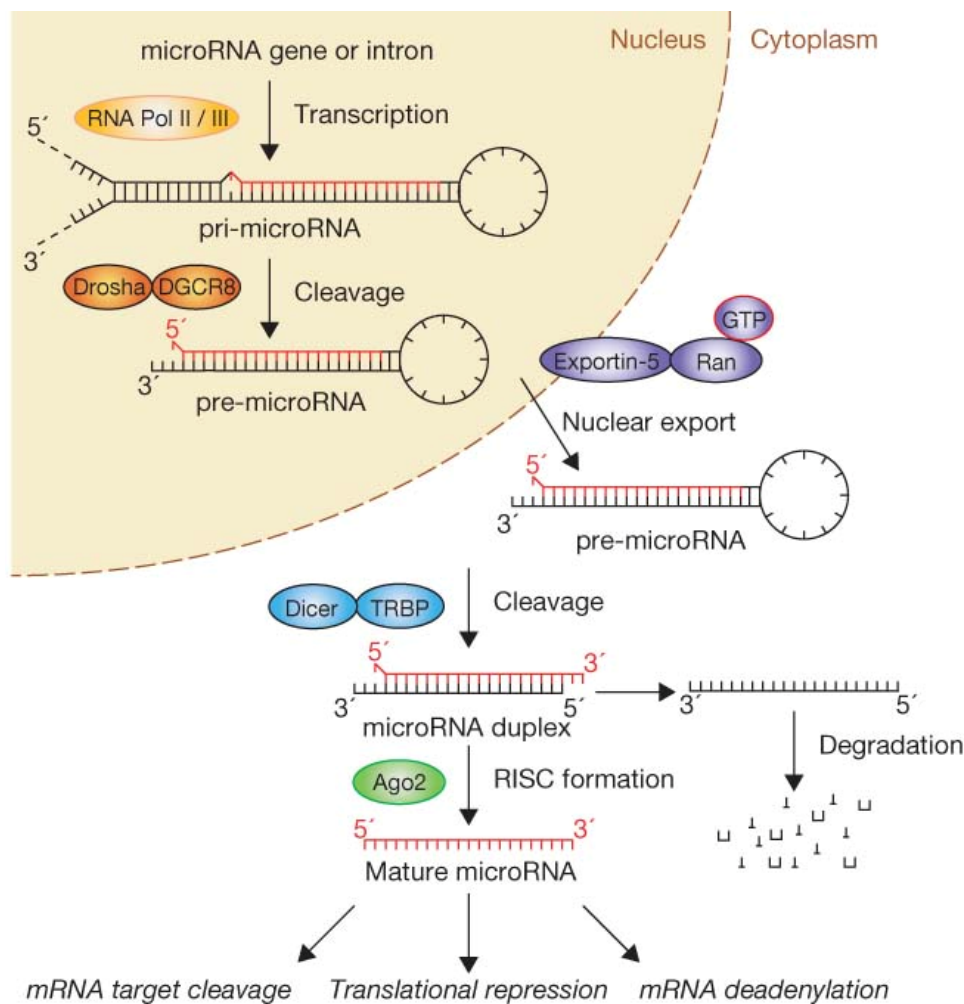 Nucleus
Cytoplasm
microRNA gene or intron
RNA Pol II / III
Transcription
5´
3´
pri-microRNA
Drosha
DGCR8
Cleavage
5´
3´
pre-microRNA
GTP
Exportin-5
Ran
Nuclear export
5´
3´
pre-microRNA
Dicer
TRBP
Cleavage
5´
3´
3´
5´
microRNA duplex
3´
5´
Degradation
Ago2
RISC formation
5´
3´
Mature microRNA
mRNA target cleavage
Translational repression
mRNA deadenylation